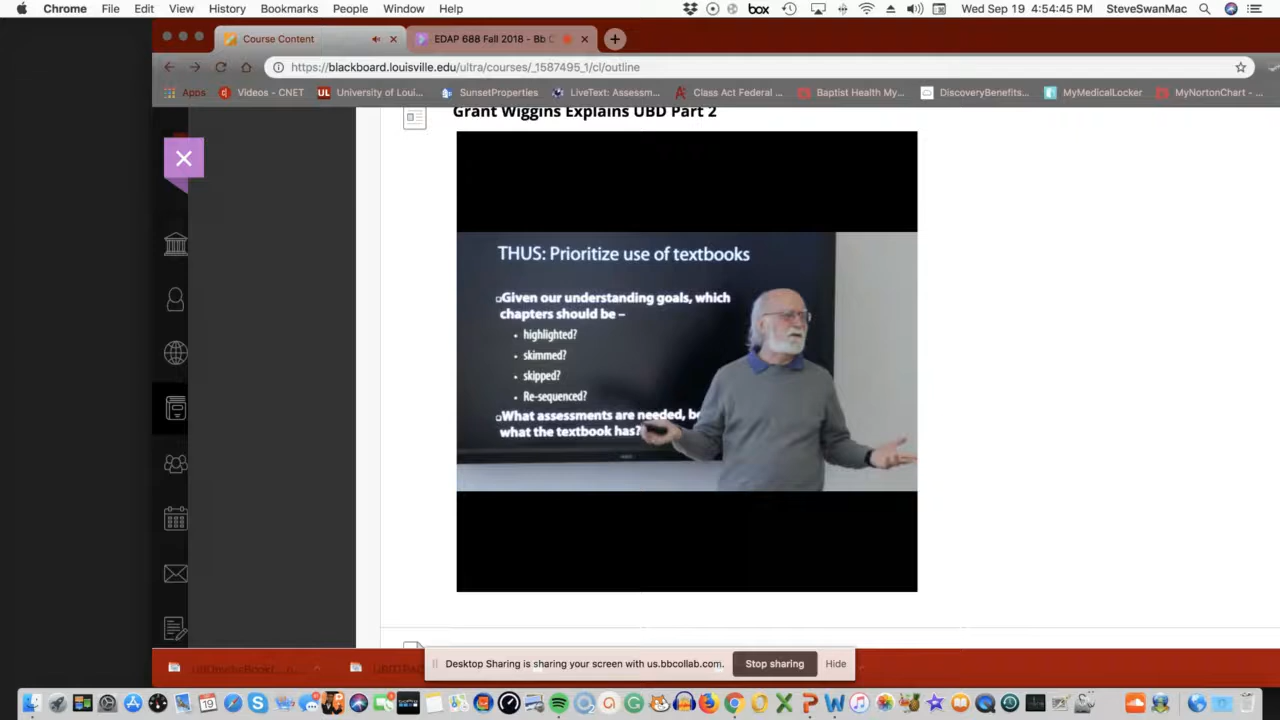 Chrome File Edit View History Bookmarks People Window Help box Wed Sep 19 4:54:45 PM SteveSwanMac
Course Content EDAP 688 Fall 2018 - Bb C
https://blackboard.louisville.edu/ultra/courses/_1587495_1/cl/outline
Apps Videos - CNET UL University of Loui... SunsetProperties LiveText: Assessm... Class Act Federal ... Baptist Health My... DiscoveryBenefits... MyMedicalLocker MyNortonChart - ...
Grant Wiggins Explains UBD Part 2
THUS: Prioritize use of textbooks
Given our understanding goals, which
chapters should be –
• highlighted?
• skimmed?
• skipped?
• Re-sequenced?
What assessments are needed, be
what the textbook has?
Desktop Sharing is sharing your screen with us.bbcollab.com. Stop sharing Hide